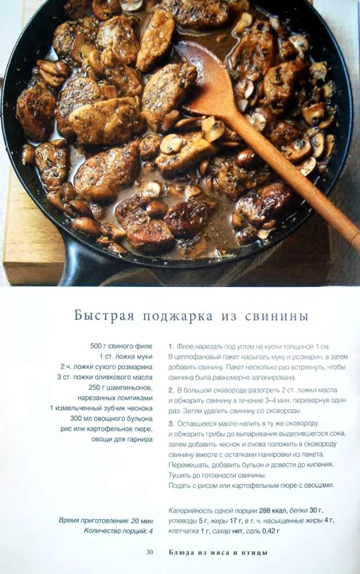 Быстрая поджарка из свинины
500 г свиного филе
1 ст. ложка муки
2 ч. ложки сухого розмарина
3 ст. ложки оливкового масла
250 г шампиньонов,
нарезанных ломтиками
1 измельченный зубчик чеснока
300 мл овощного бульона
рис или картофельное пюре,
овощи для гарнира
Время приготовления: 20 мин
Количество порций: 4
1. Филе нарезать под углом на куски толщиной 1 см.
В целлофановый пакет насыпать муку и розмарин, а затем
добавить свинину. Пакет несколько раз встряхнуть, чтобы
свинина была равномерно запанирована.
2. В большой сковороде разогреть 2 ст. ложки масла
и обжарить свинину в течение 3–4 мин, перевернув один
раз. Затем удалить свинину со сковороды.
3. Оставшееся масло налить в ту же сковороду
и обжарить грибы до выпаривания выделившегося сока,
затем добавить чеснок и снова положить в сковороду
свинину вместе с остатками панировки из пакета.
Перемешать, добавить бульон и довести до кипения.
Тушить до готовности свинины.
Подать с рисом или картофельным пюре с овощами.
Калорийность одной порции 288 ккал, белки 30 г,
углеводы 5 г, жиры 17 г, в т. ч. насыщенные жиры 4 г,
клетчатка 1 г, сахар нет, соль 0,42 г
30 Блюда из мяса и птицы